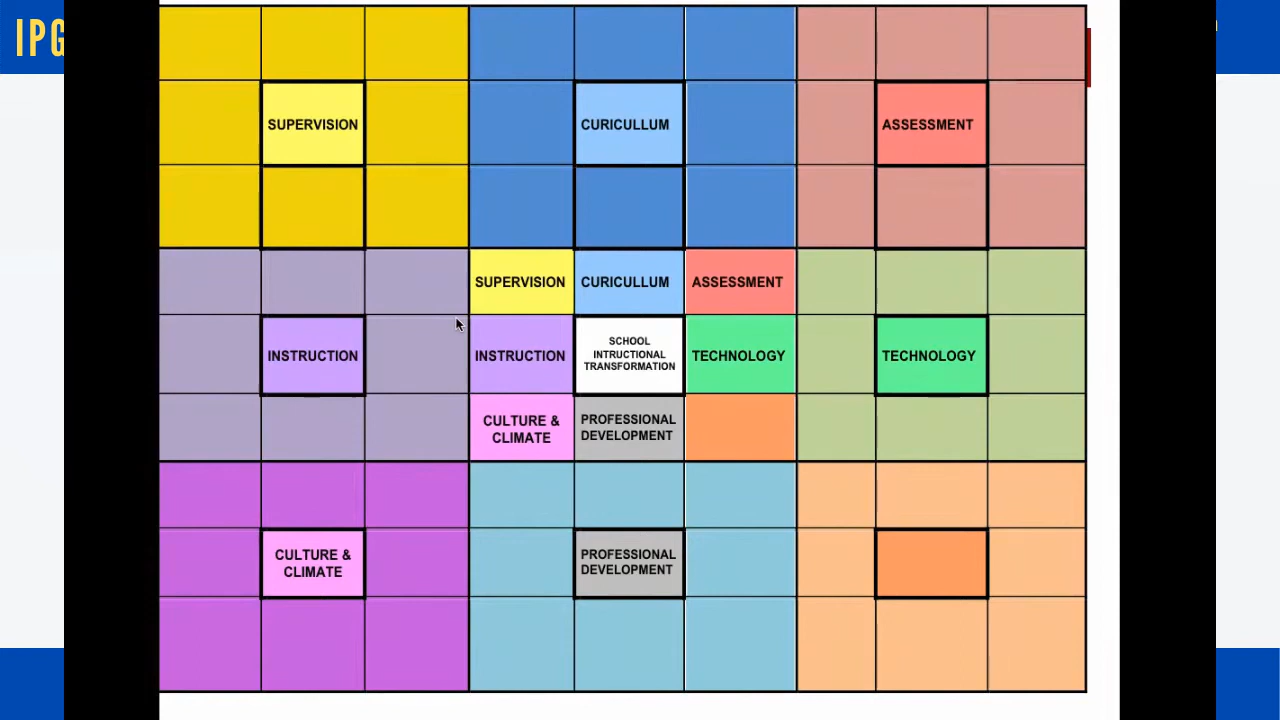 IPG
SUPERVISION
CURICULLUM
ASSESSMENT
SUPERVISION
CURICULLUM
ASSESSMENT
INSTRUCTION
INSTRUCTION
SCHOOL
INTRUCTIONAL
TRANSFORMATION
TECHNOLOGY
TECHNOLOGY
CULTURE &
CLIMATE
PROFESSIONAL
DEVELOPMENT
CULTURE &
CLIMATE
PROFESSIONAL
DEVELOPMENT